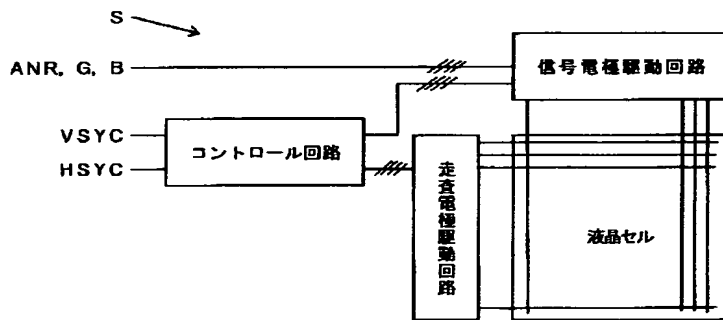 S
ANR, G, B
信号電極駆動回路
VSYC
コントロール回路
HSYC
走査電極駆動回路
液晶セル